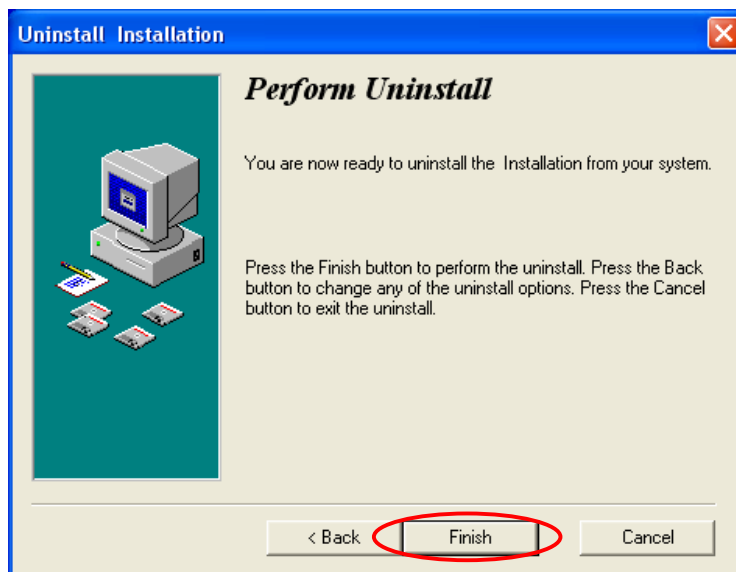 Uninstall Installation
Perform Uninstall
You are now ready to uninstall the Installation from your system.
Press the Finish button to perform the uninstall. Press the Back
button to change any of the uninstall options. Press the Cancel
button to exit the uninstall.
< Back
Finish
Cancel